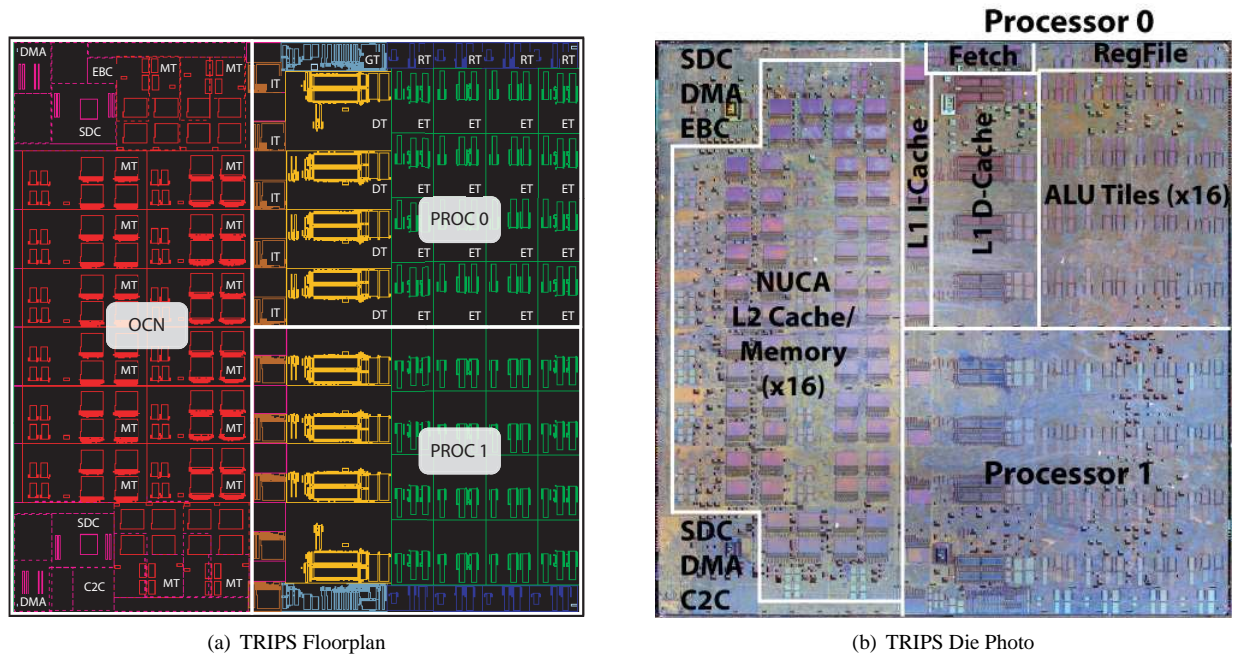 DMA
GT RT RT RT RT
EBC MT MT
IT
SDC DT ET ET ET ET
IT
MT MT
DT ET ET ET ET
PROC 0
MT MT
IT DT ET ET ET ET
MT MT
IT DT ET ET ET ET
OCN
MT MT
MT MT
PROC 1
MT MT
SDC
C2C MT MT
DMA
(a) TRIPS Floorplan
Processor 0
SDC
DMA
EBC
Fetch
RegFile
L1 I-Cache
L1 D-Cache
ALU Tiles (x16)
NUCA
L2 Cache/
Memory
(x16)
Processor 1
SDC
DMA
C2C
(b) TRIPS Die Photo